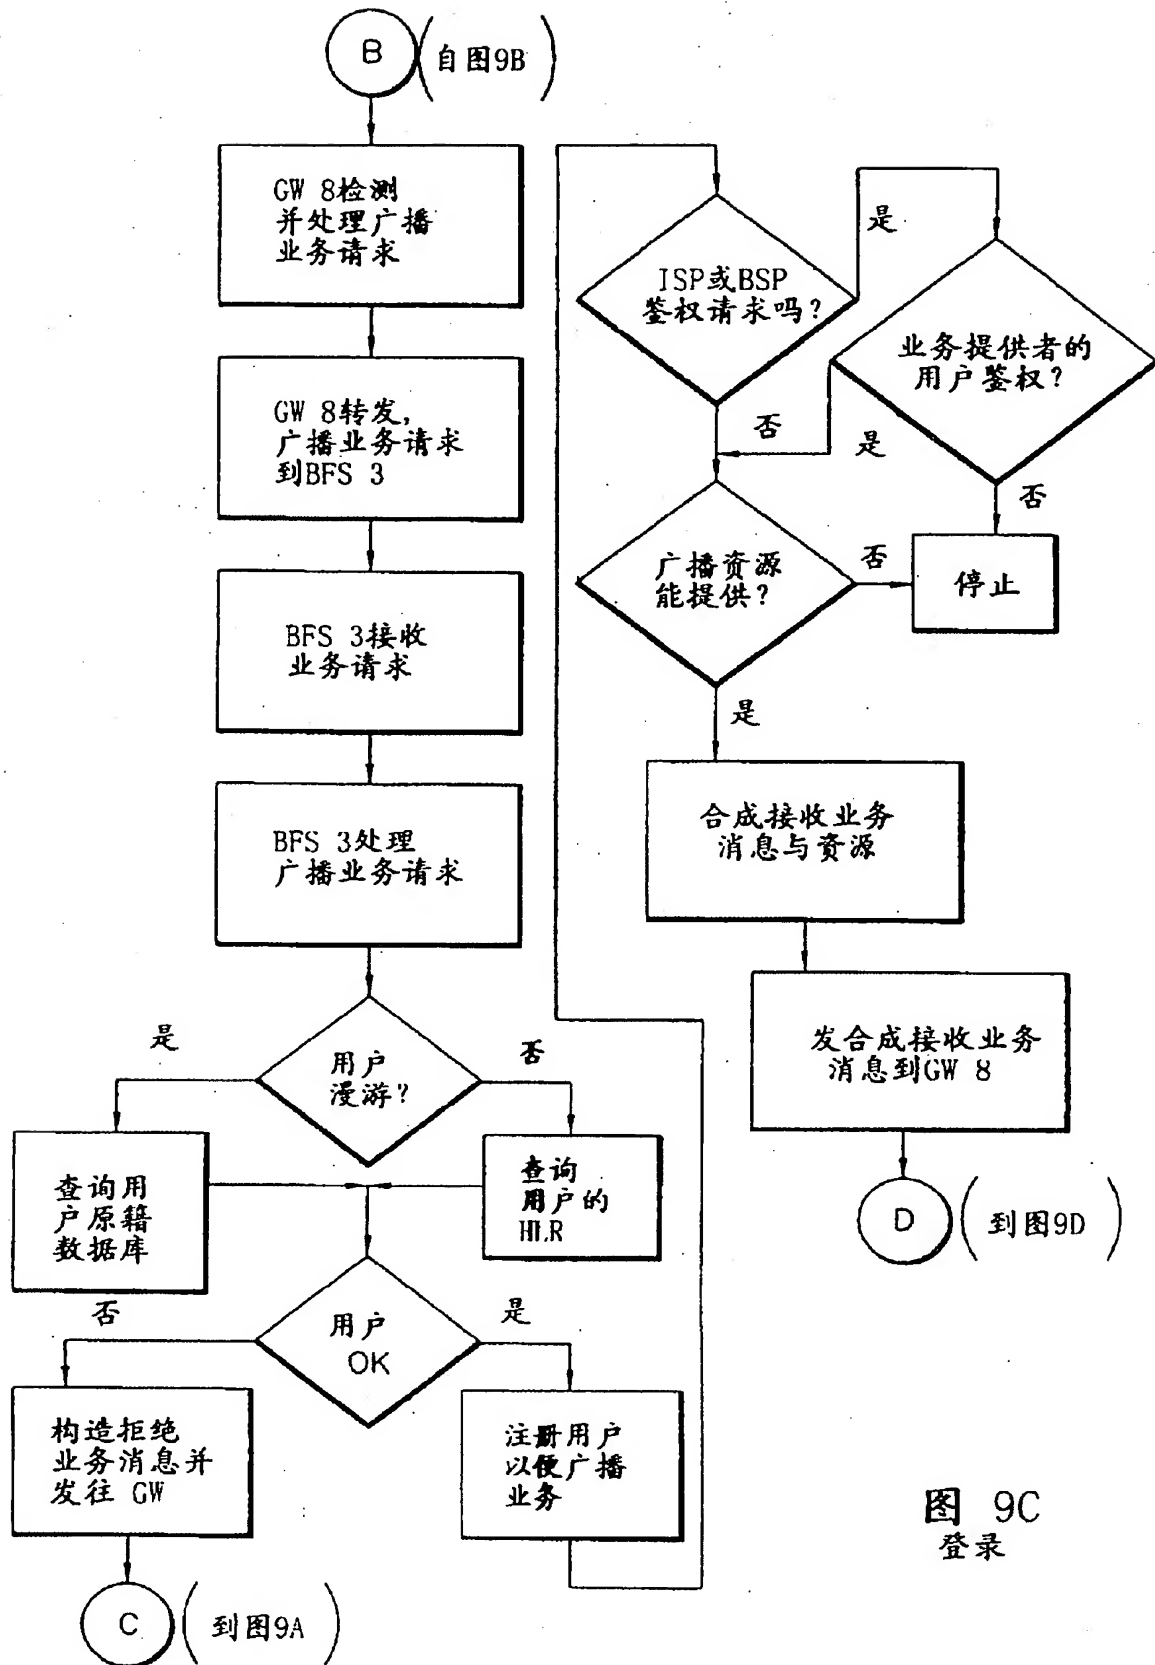 B
(自图9B)
GW 8检测
并处理广播
业务请求
GW 8转发,
广播业务请求
到BFS 3
BFS 3接收
业务请求
BFS 3处理
广播业务请求
用户
漫游?
是
否
查询用
户原籍
数据库
查询
用户的
HLR
用户
OK
否
是
构造拒绝
业务消息并
发往 GW
注册用户
以便广播
业务
C
(到图9A)
ISP或BSP
鉴权请求吗?
是
否
业务提供者的
用户鉴权?
是
否
广播资源
能提供?
否
停止
是
合成接收业务
消息与资源
发合成接收业务
消息到GW 8
D
(到图9D)
图 9C
登录